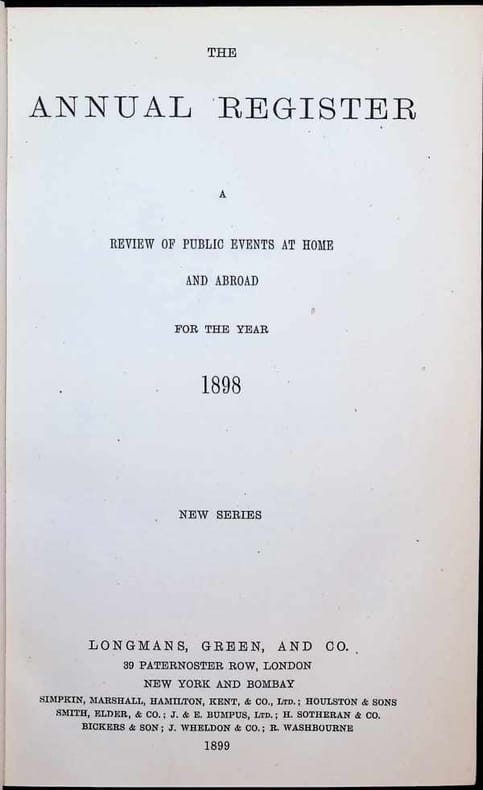 THE
ANNUAL REGISTER
A
REVIEW OF PUBLIC EVENTS AT HOME
AND ABROAD
FOR THE YEAR
1898
NEW SERIES
LONGMANS, GREEN, AND CO.
39 PATERNOSTER ROW, LONDON
NEW YORK AND BOMBAY
SIMPKIN, MARSHALL, HAMILTON, KENT, & CO., LTD.; HOULSTON & SONS
SMITH, ELDER, & CO.; J. & E. BUMPUS, LTD.; H. SOTHERAN & CO.
BICKERS & SON; J. WHELDON & CO.; R. WASHBOURNE
1899